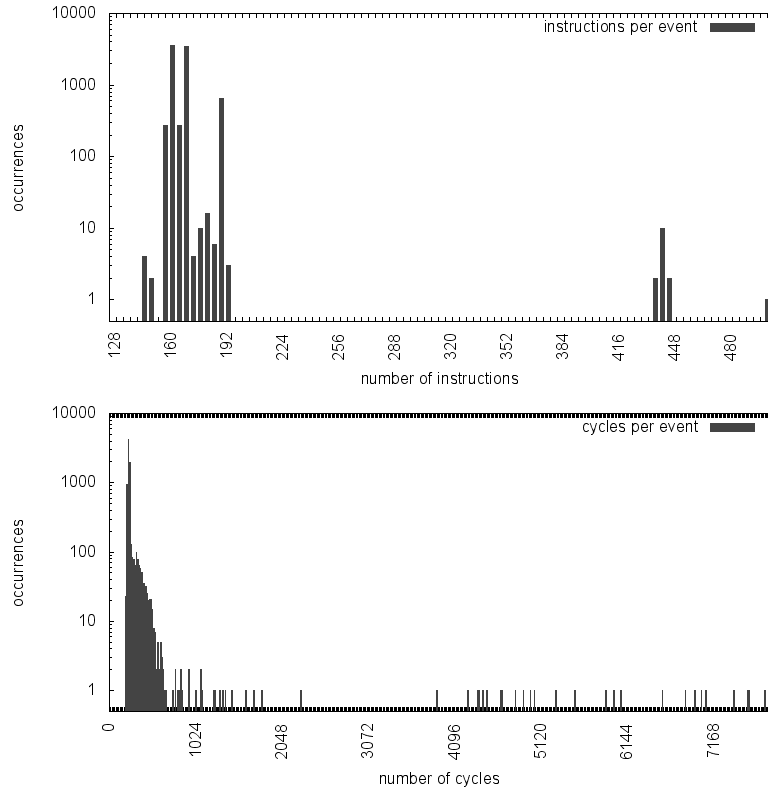 10000
instructions per event
1000
100
10
1
occurrences
128 160 192 224 256 288 320 352 384 416 448 480
number of instructions
10000
cycles per event
1000
100
10
1
occurrences
0 1024 2048 3072 4096 5120 6144 7168
number of cycles